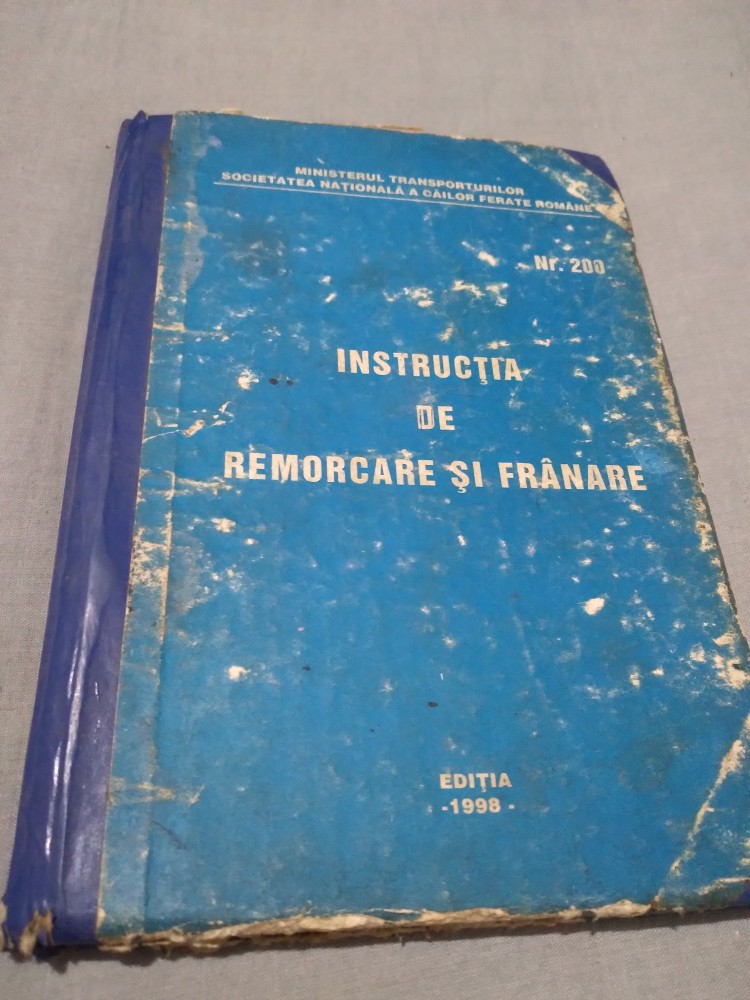 MINISTERUL TRANSPORTURILOR
SOCIETATEA NAȚIONALĂ A CĂILOR FERATE ROMÂNE
Nr. 200
INSTRUCȚIA
DE
REMORCARE ȘI FRÂNARE
EDIȚIA
-1998-